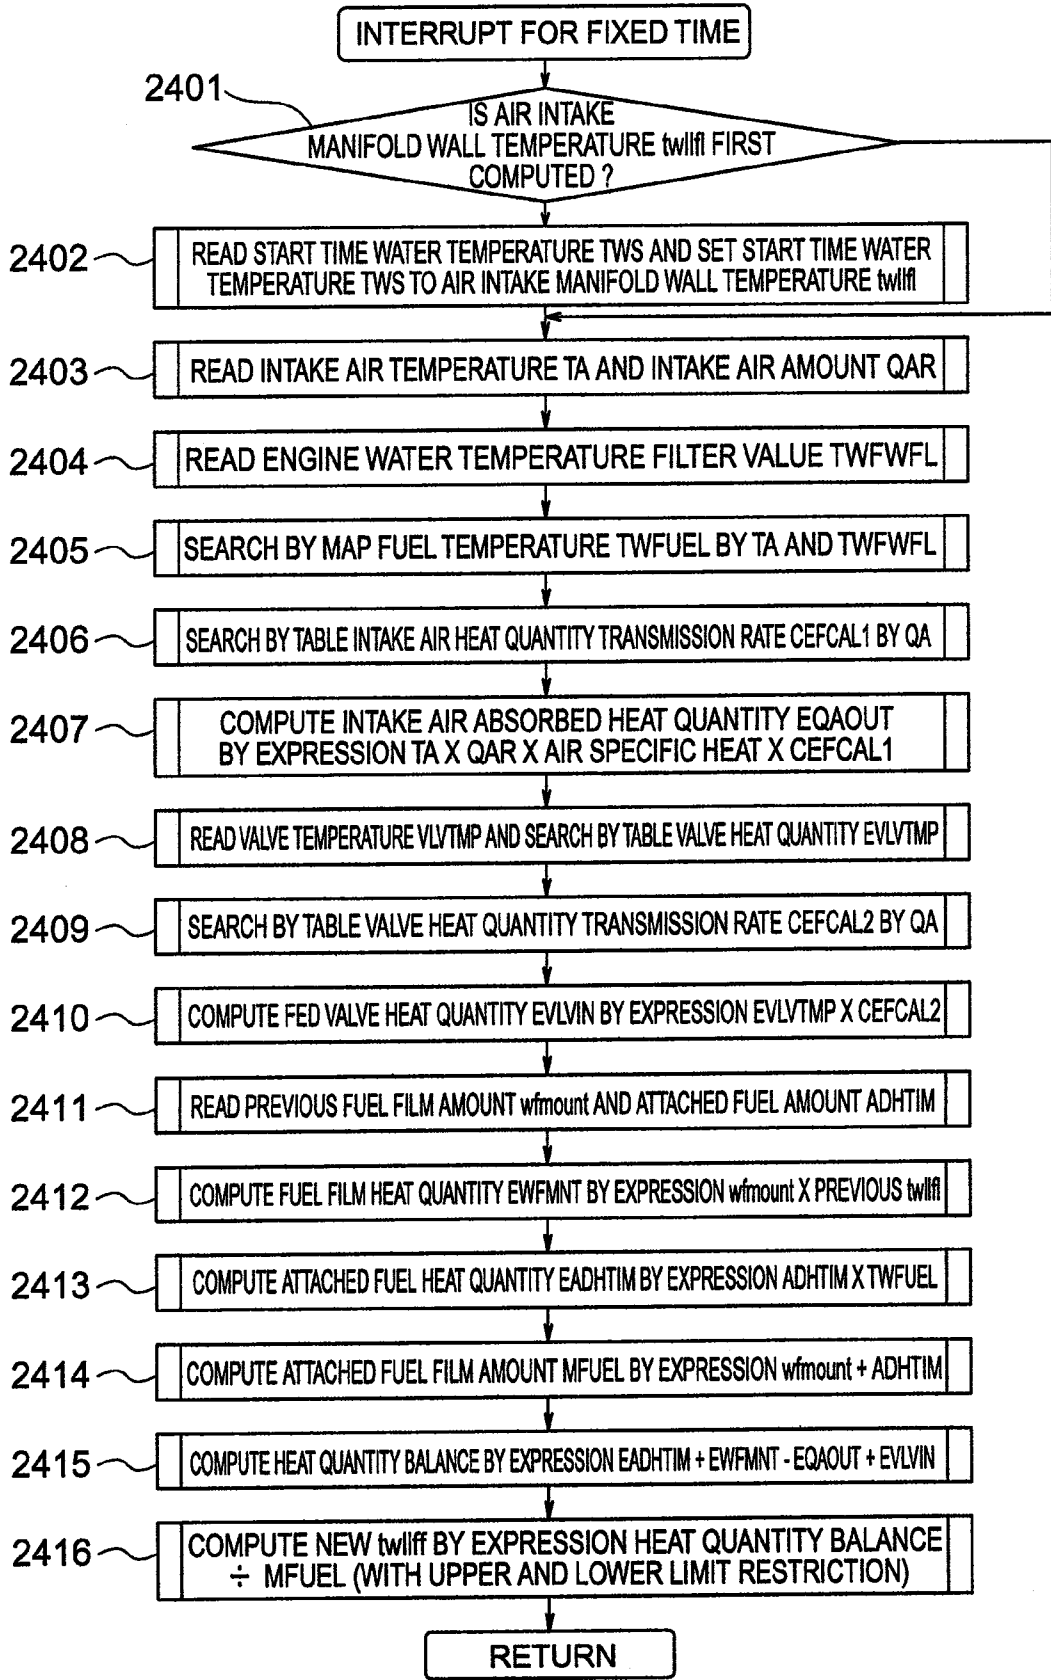 INTERRUPT FOR FIXED TIME
2401
IS AIR INTAKE
MANIFOLD WALL TEMPERATURE twllfl FIRST
COMPUTED ?
2402
READ START TIME WATER TEMPERATURE TWS AND SET START TIME WATER
TEMPERATURE TWS TO AIR INTAKE MANIFOLD WALL TEMPERATURE twllfl
2403
READ INTAKE AIR TEMPERATURE TA AND INTAKE AIR AMOUNT QAR
2404
READ ENGINE WATER TEMPERATURE FILTER VALUE TWFWFL
2405
SEARCH BY MAP FUEL TEMPERATURE TWFUEL BY TA AND TWFWFL
2406
SEARCH BY TABLE INTAKE AIR HEAT QUANTITY TRANSMISSION RATE CEFCAL1 BY QA
2407
COMPUTE INTAKE AIR ABSORBED HEAT QUANTITY EQAOUT
BY EXPRESSION TA X QAR X AIR SPECIFIC HEAT X CEFCAL1
2408
READ VALVE TEMPERATURE VLVTMP AND SEARCH BY TABLE VALVE HEAT QUANTITY EVLVTMP
2409
SEARCH BY TABLE VALVE HEAT QUANTITY TRANSMISSION RATE CEFCAL2 BY QA
2410
COMPUTE FED VALVE HEAT QUANTITY EVLVIN BY EXPRESSION EVLVTMP X CEFCAL2
2411
READ PREVIOUS FUEL FILM AMOUNT wfmount AND ATTACHED FUEL AMOUNT ADHTIM
2412
COMPUTE FUEL FILM HEAT QUANTITY EWFMNT BY EXPRESSION wfmount X PREVIOUS twllfl
2413
COMPUTE ATTACHED FUEL HEAT QUANTITY EADHTIM BY EXPRESSION ADHTIM X TWFUEL
2414
COMPUTE ATTACHED FUEL FILM AMOUNT MFUEL BY EXPRESSION wfmount + ADHTIM
2415
COMPUTE HEAT QUANTITY BALANCE BY EXPRESSION EADHTIM + EWFMNT - EQAOUT + EVLVIN
2416
COMPUTE NEW twliff BY EXPRESSION HEAT QUANTITY BALANCE
÷ MFUEL (WITH UPPER AND LOWER LIMIT RESTRICTION)
RETURN